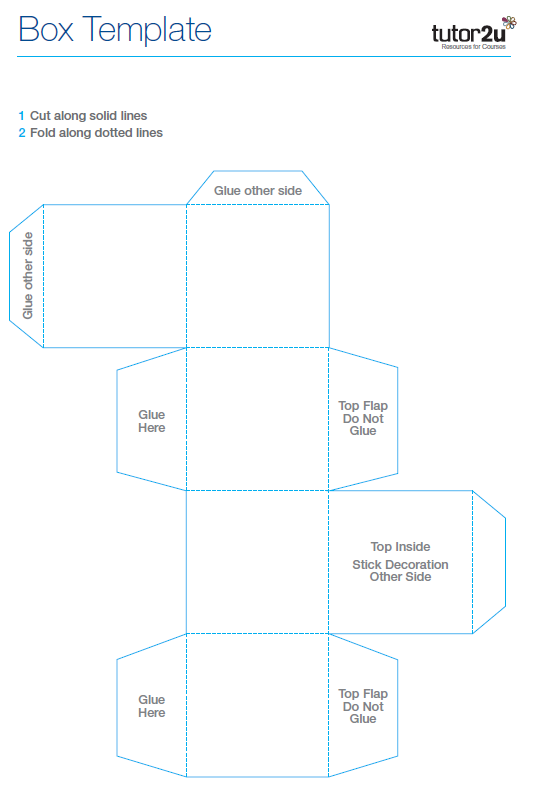 Box Template
tutor2u
Resources for Courses
1 Cut along solid lines
2 Fold along dotted lines
Glue other side
Glue other side
Glue
Here
Top Flap
Do Not
Glue
Top Inside
Stick Decoration
Other Side
Glue
Here
Top Flap
Do Not
Glue